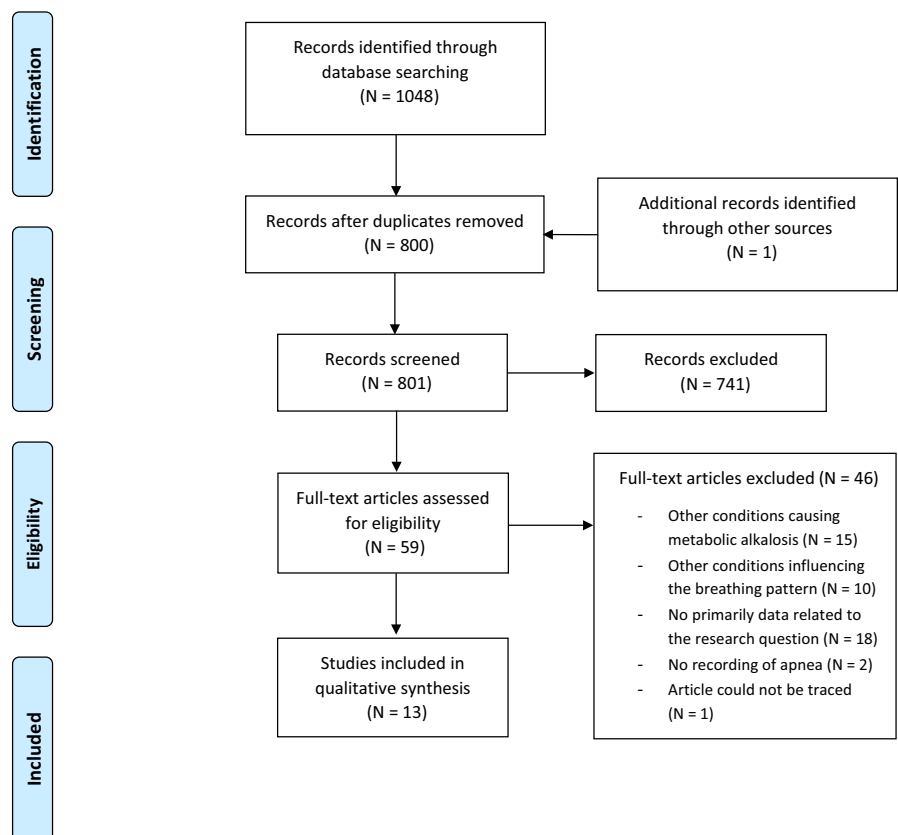 Identification
Records identified through
database searching
(N = 1048)
Records after duplicates removed
(N = 800)
Additional records identified
through other sources
(N = 1)
Screening
Records screened
(N = 801)
Records excluded
(N = 741)
Eligibility
Full-text articles assessed
for eligibility
(N = 59)
Full-text articles excluded (N = 46)
- Other conditions causing
metabolic alkalosis (N = 15)
- Other conditions influencing
the breathing pattern (N = 10)
- No primarily data related to
the research question (N = 18)
- No recording of apnea (N = 2)
- Article could not be traced
(N = 1)
Included
Studies included in
qualitative synthesis
(N = 13)